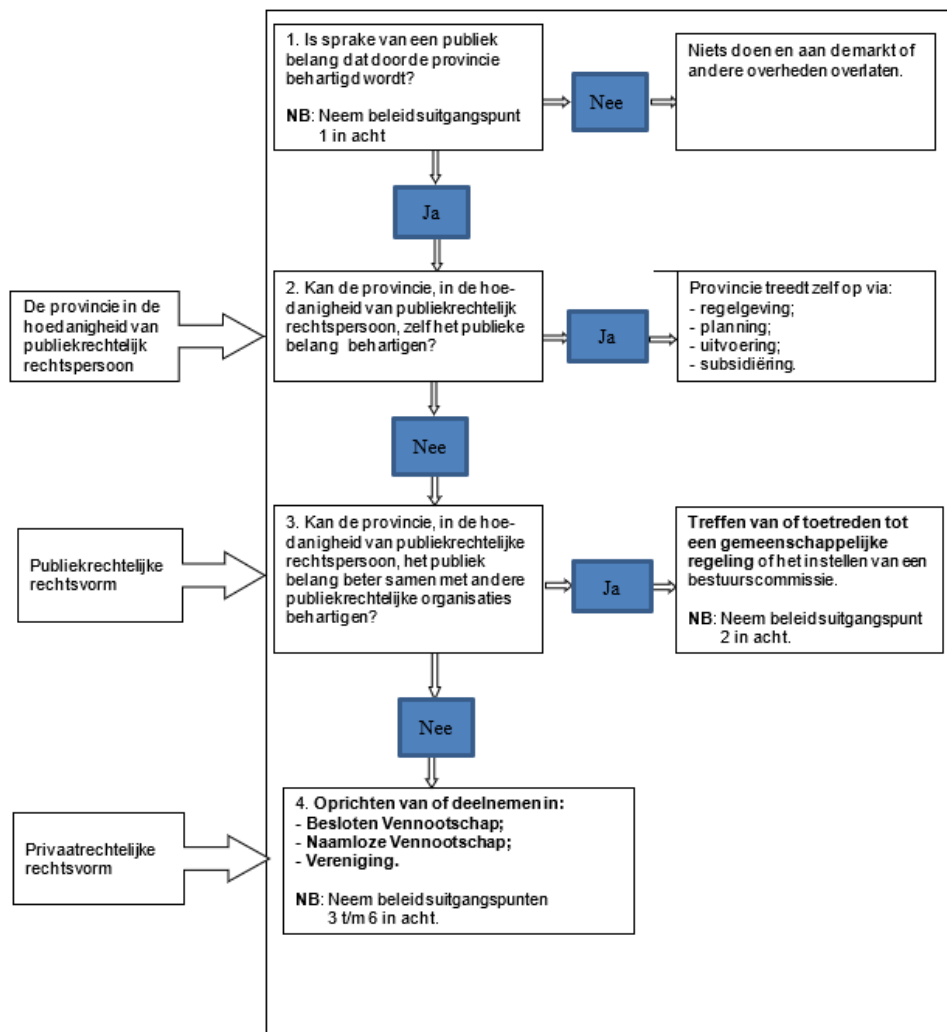 1. Is sprake van een publiek
belang dat door de provincie
behartigd wordt?
NB: Neem beleidsuitgangspunt
1 in acht
Nee
Niets doen en aan de markt of
andere overheden overlaten.
Ja
De provincie in de
hoedanigheid van
publiekrechtelijk
rechtspersoon
2. Kan de provincie, in de hoe-
danigheid van publiekrechtelijk
rechtspersoon, zelf het publieke
belang behartigen?
Ja
Provincie treedt zelf op via:
- regelgeving;
- planning;
- uitvoering;
- subsidiëring.
Nee
Publiekrechtelijke
rechtsvorm
3. Kan de provincie, in de hoe-
danigheid van publiekrechtelijke
rechtspersoon, het publiek
belang beter samen met andere
publiekrechtelijke organisaties
behartigen?
Ja
Treffen van of toetreden tot
een gemeenschappelijke
regeling of het instellen van een
bestuurscommissie.
NB: Neem beleidsuitgangspunt
2 in acht.
Nee
Privaatrechtelijke
rechtsvorm
4. Oprichten van of deelnemen in:
- Besloten Vennootschap;
- Naamloze Vennootschap;
- Vereniging.
NB: Neem beleidsuitgangspunten
3 t/m 6 in acht.